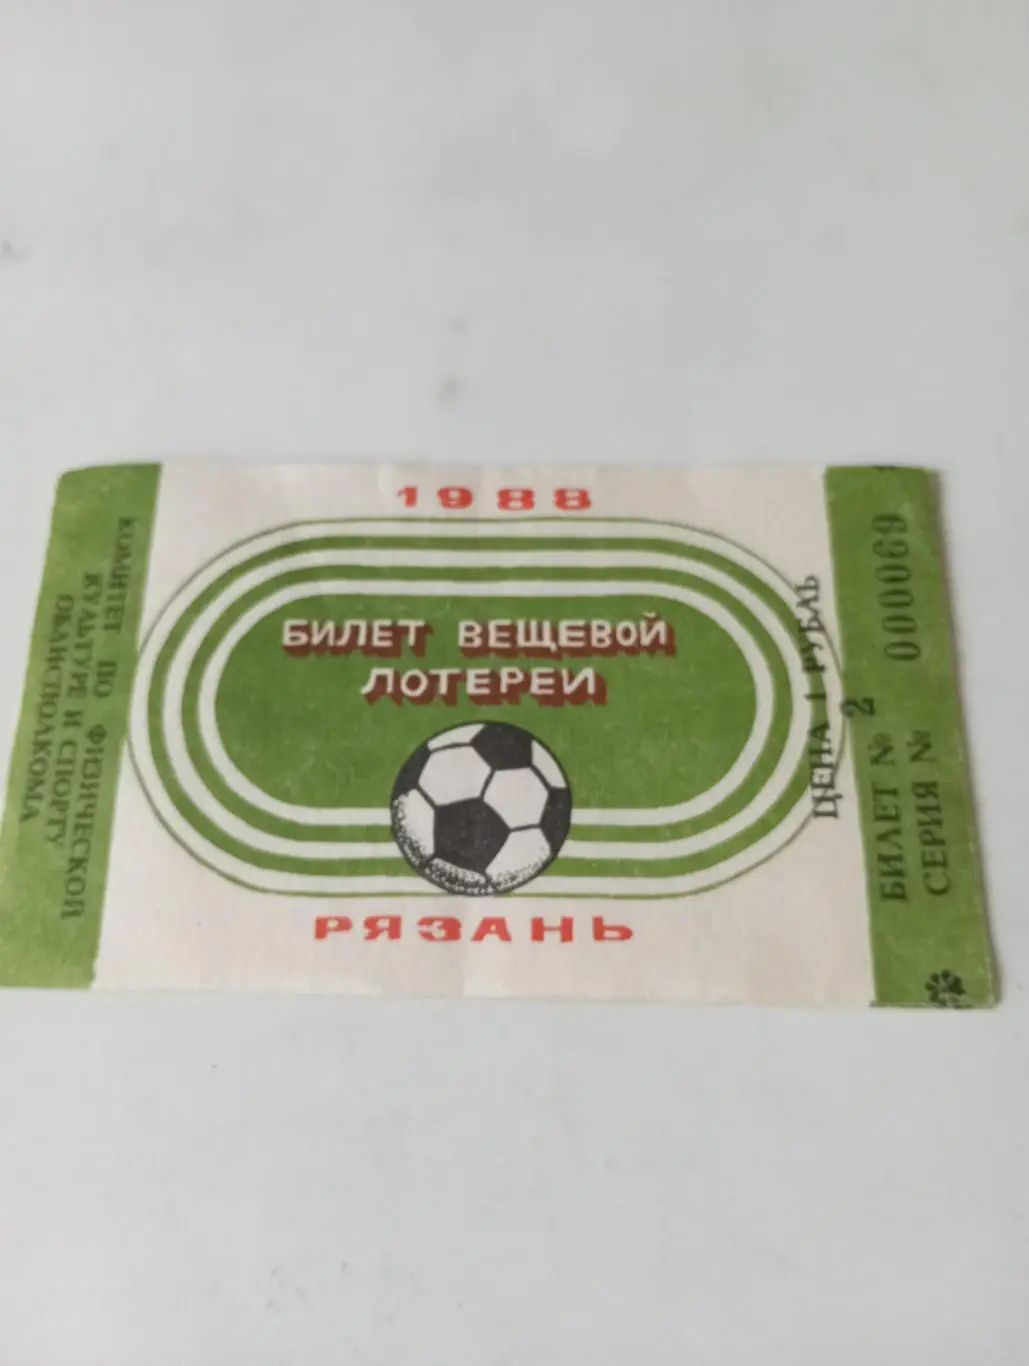 1988
КОМИТЕТ ПО ФИЗИЧЕСКОЙ
КУЛЬТУРЕ И СПОРТУ
ОБЛИСПОЛКОМА
БИЛЕТ ВЕЩЕВОЙ
ЛОТЕРЕИ
РЯЗАНЬ
ЦЕНА 1 РУБЛЬ
2
БИЛЕТ № 000069
СЕРИЯ №